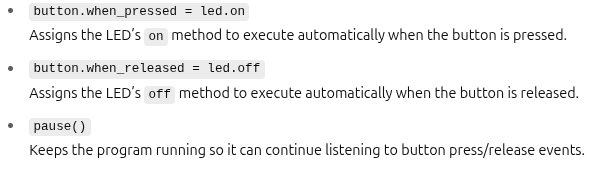 button.when_pressed = led.on
Assigns the LED’s on method to execute automatically when the button is pressed.
button.when_released = led.off
Assigns the LED’s off method to execute automatically when the button is released.
pause()
Keeps the program running so it can continue listening to button press/release events.